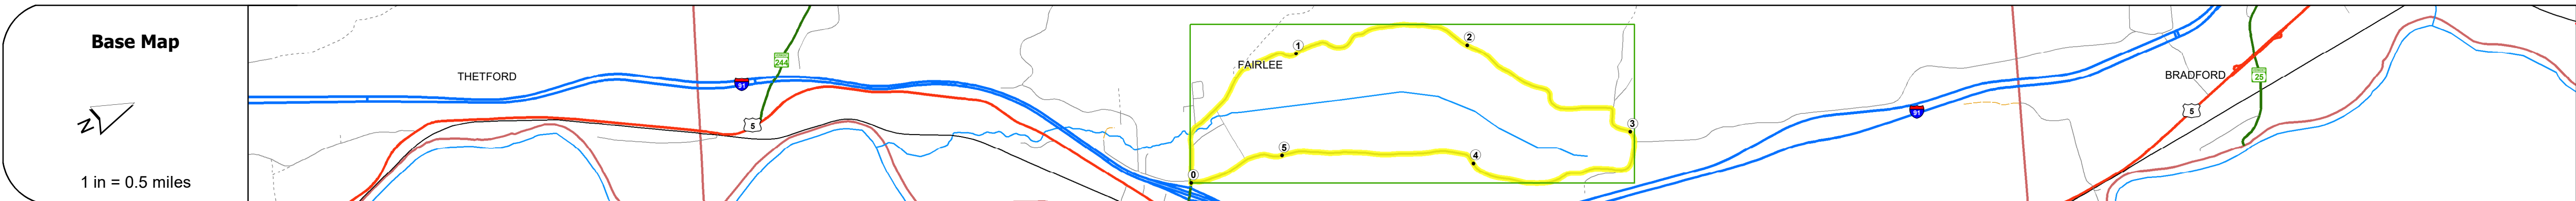 Base Map
N
1 in = 0.5 miles
THETFORD
244
91
5
FAIRLEE
0
1
2
3
4
5
91
BRADFORD
25
5